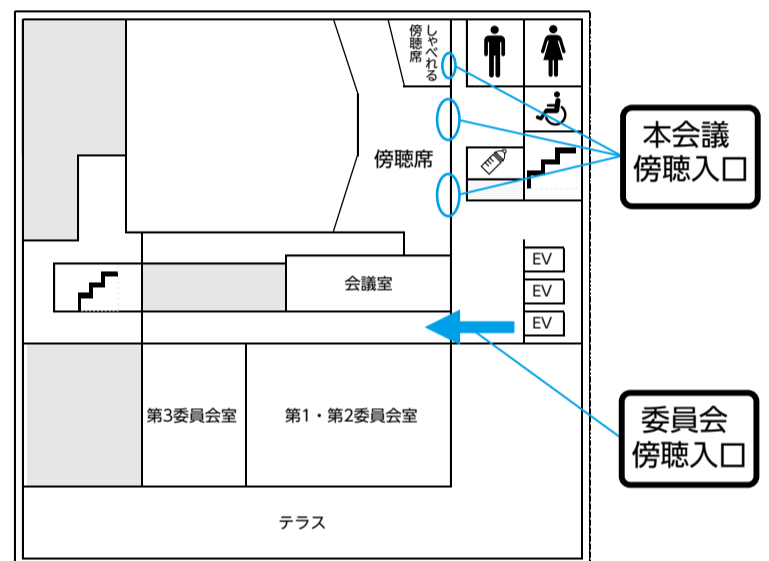 しゃべれる
傍聴席
傍聴席
本会議
傍聴入口
EV
EV
EV
会議室
第3委員会室
第1・第2委員会室
委員会
傍聴入口
テラス